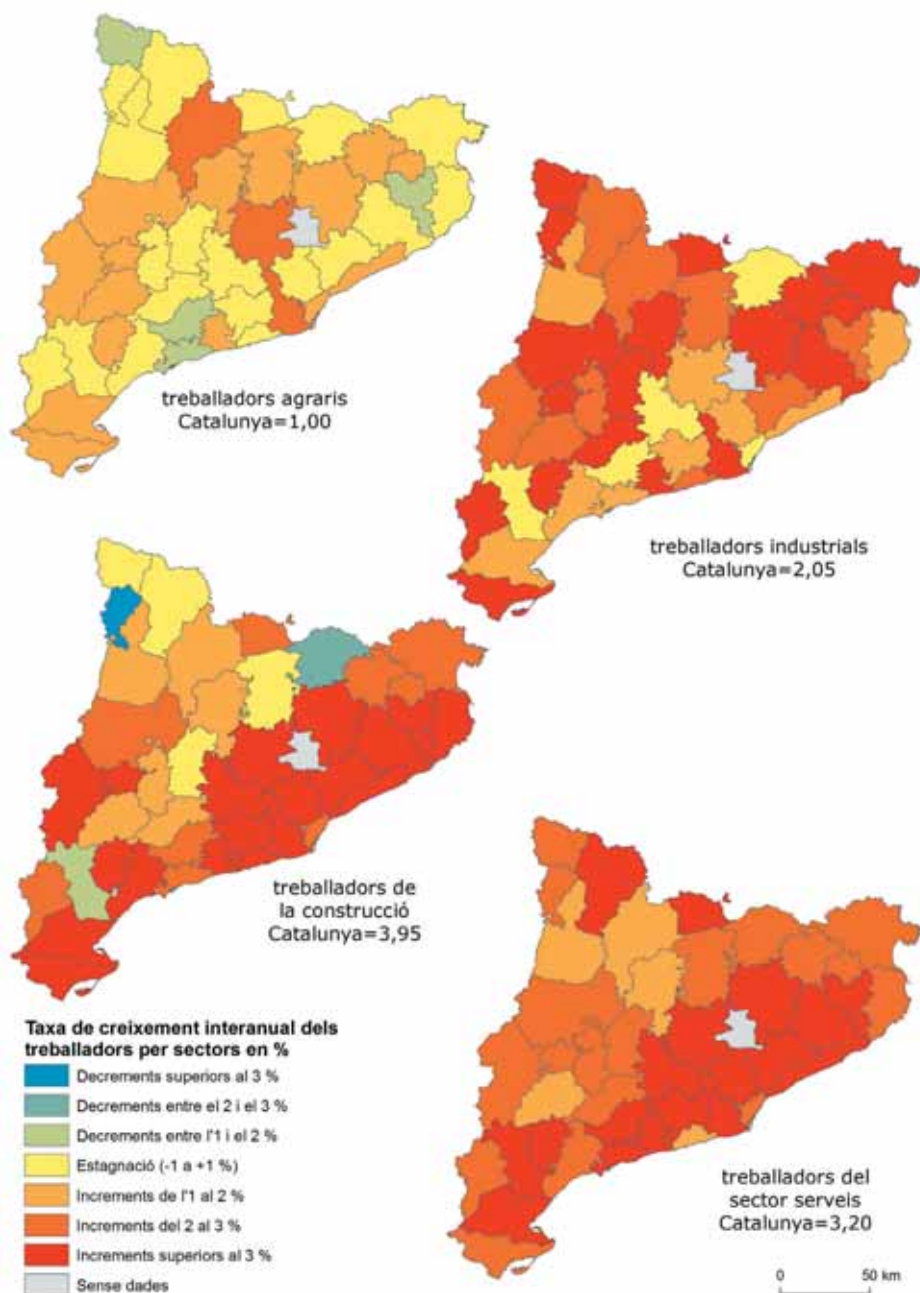 treballadors agraris
Catalunya=1,00
treballadors industrials
Catalunya=2,05
treballadors de
la construcció
Catalunya=3,95
treballadors del
sector serveis
Catalunya=3,20
Taxa de creixement interanual dels
treballadors per sectors en %
Decrements superiors al 3 %
Decrements entre el 2 i el 3 %
Decrements entre l'1 i el 2 %
Estagnació (-1 a +1 %)
Increments de l'1 al 2 %
Increments del 2 al 3 %
Increments superiors al 3 %
Sense dades
0 50 km